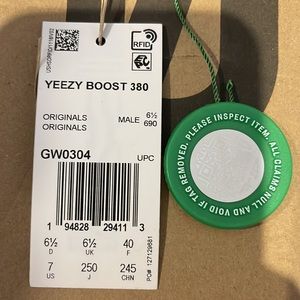 RFID
YEEZY BOOST 380
ORIGINALS
ORIGINALS
MALE 6½
690
GW0304
UPC
1 94828 29411 3
6½ 6½ 40
D UK F
7 250 245
US J CHN
PO# 127129681
PLEASE INSPECT ITEM. ALL CLAIMS NULL AND VOID IF TAG REMOVED.